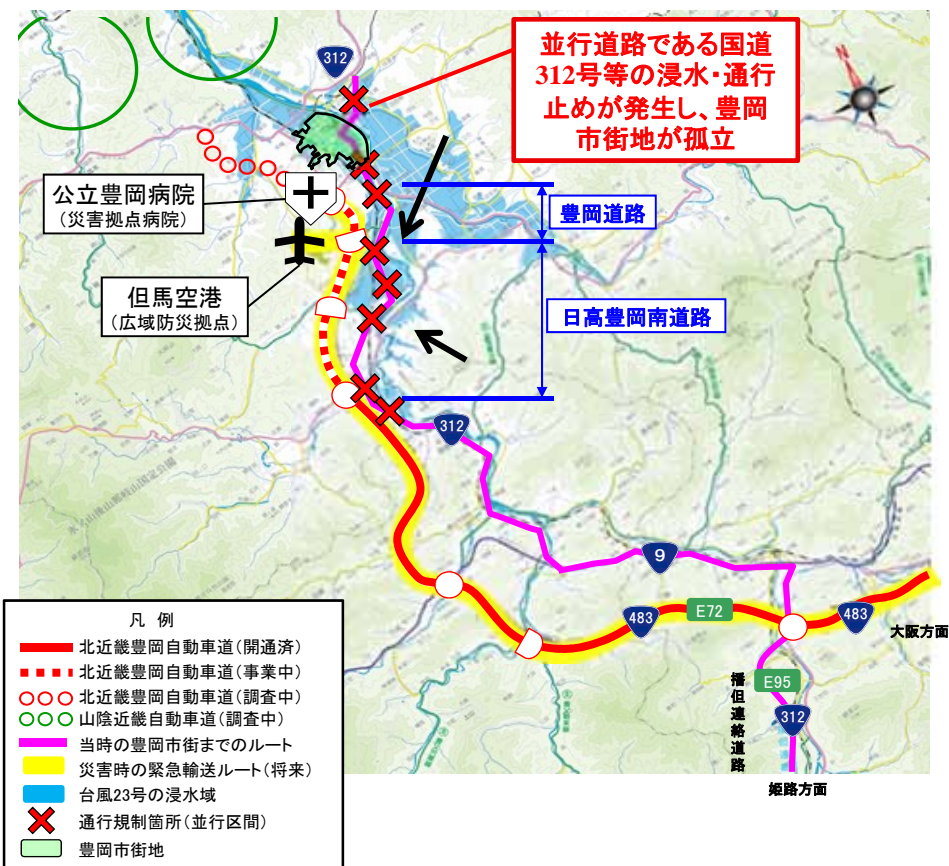 312
並行道路である国道
312号等の浸水・通行
止めが発生し、豊岡
市街地が孤立
公立豊岡病院
(災害拠点病院)
豊岡道路
但馬空港
(広域防災拠点)
日高豊岡南道路
312
9
483
E72
483
大阪方面
播但連絡道路
E95
312
姫路方面
凡 例
北近畿豊岡自動車道(開通済)
北近畿豊岡自動車道(事業中)
北近畿豊岡自動車道(調査中)
山陰近畿自動車道(調査中)
当時の豊岡市街までのルート
災害時の緊急輸送ルート(将来)
台風23号の浸水域
通行規制箇所(並行区間)
豊岡市街地